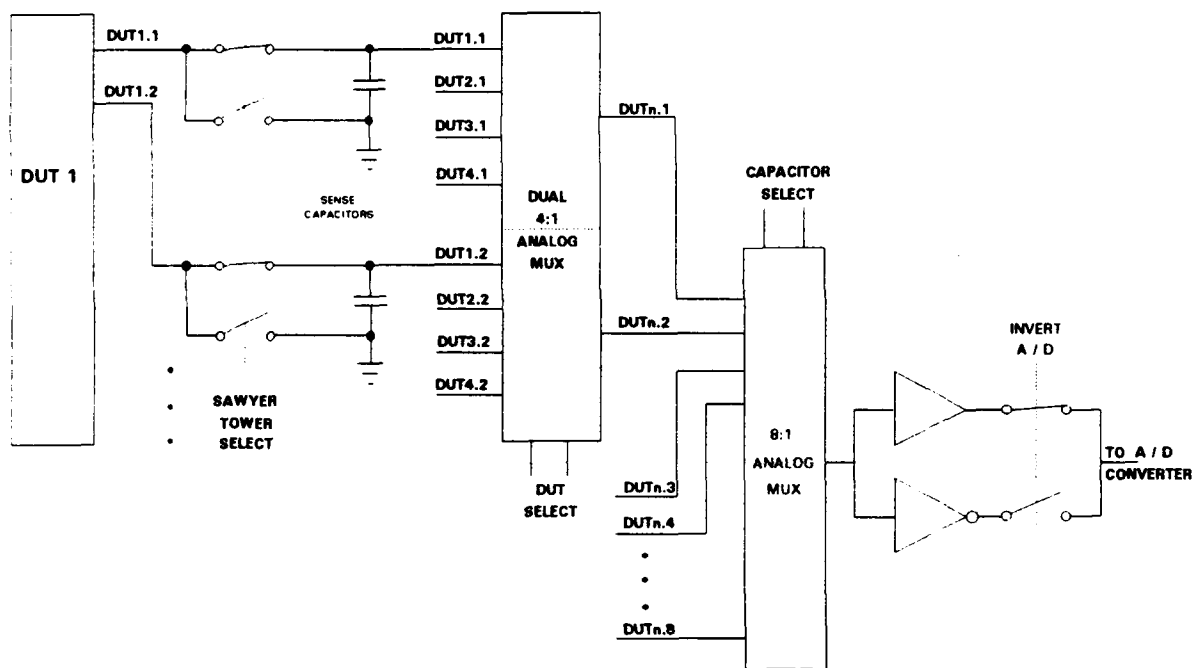 DUT 1
DUT1.1
DUT1.2
SENSE
CAPACITORS
SAWYER
TOWER
SELECT
DUT1.1
DUT2.1
DUT3.1
DUT4.1
DUT1.2
DUT2.2
DUT3.2
DUT4.2
DUAL
4:1
ANALOG
MUX
DUT
SELECT
DUTn.1
DUTn.2
DUTn.3
DUTn.4
DUTn.8
CAPACITOR
SELECT
8:1
ANALOG
MUX
INVERT
A / D
TO A / D
CONVERTER